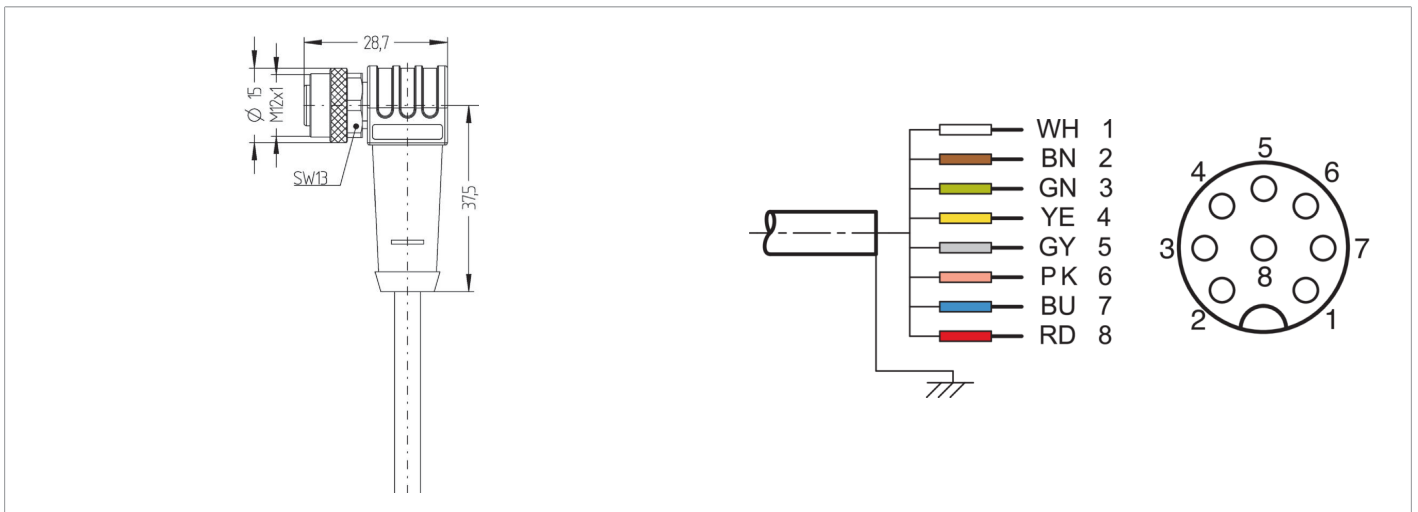 28,7
Ø 15
M12x1
SW13
37,5
WH 1
BN 2
GN 3
YE 4
GY 5
PK 6
BU 7
RD 8
5
4 6
3 7
8
2 1